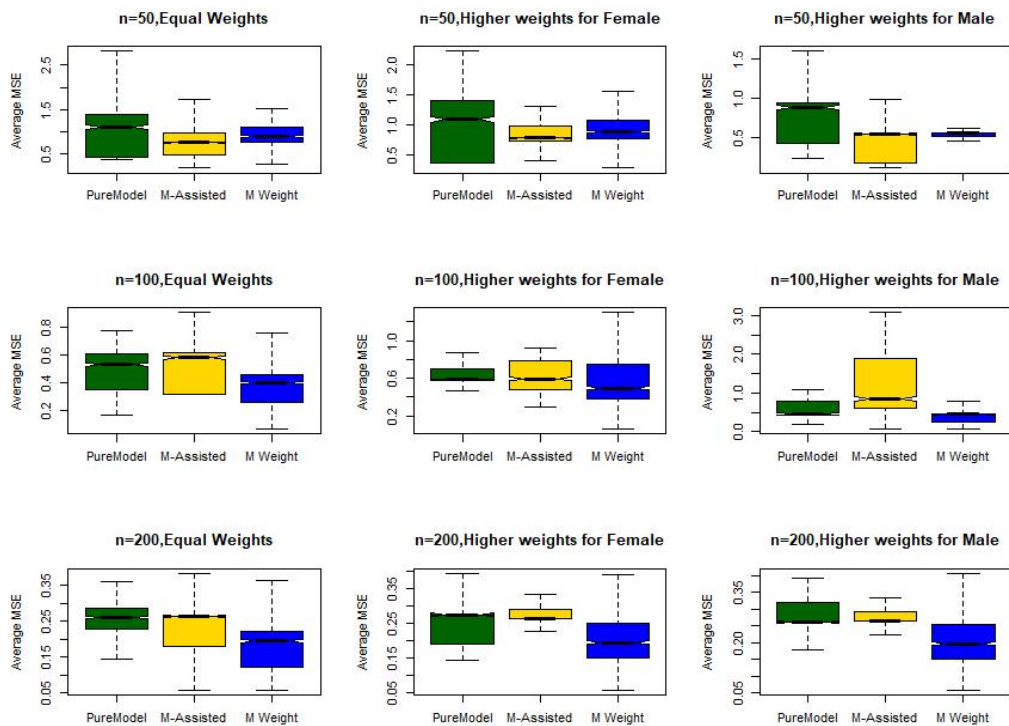 n=50,Equal Weights
Average MSE
2.5
1.5
0.5
PureModel M-Assisted M Weight
n=50,Higher weights for Female
Average MSE
2.0
1.5
1.0
0.5
PureModel M-Assisted M Weight
n=50,Higher weights for Male
Average MSE
1.5
1.0
0.5
PureModel M-Assisted M Weight
n=100,Equal Weights
Average MSE
0.8
0.6
0.4
0.2
PureModel M-Assisted M Weight
n=100,Higher weights for Female
Average MSE
1.0
0.6
0.2
PureModel M-Assisted M Weight
n=100,Higher weights for Male
Average MSE
3.0
2.0
1.0
0.0
PureModel M-Assisted M Weight
n=200,Equal Weights
Average MSE
0.35
0.25
0.15
0.05
PureModel M-Assisted M Weight
n=200,Higher weights for Female
Average MSE
0.35
0.25
0.15
0.05
PureModel M-Assisted M Weight
n=200,Higher weights for Male
Average MSE
0.35
0.20
0.05
PureModel M-Assisted M Weight